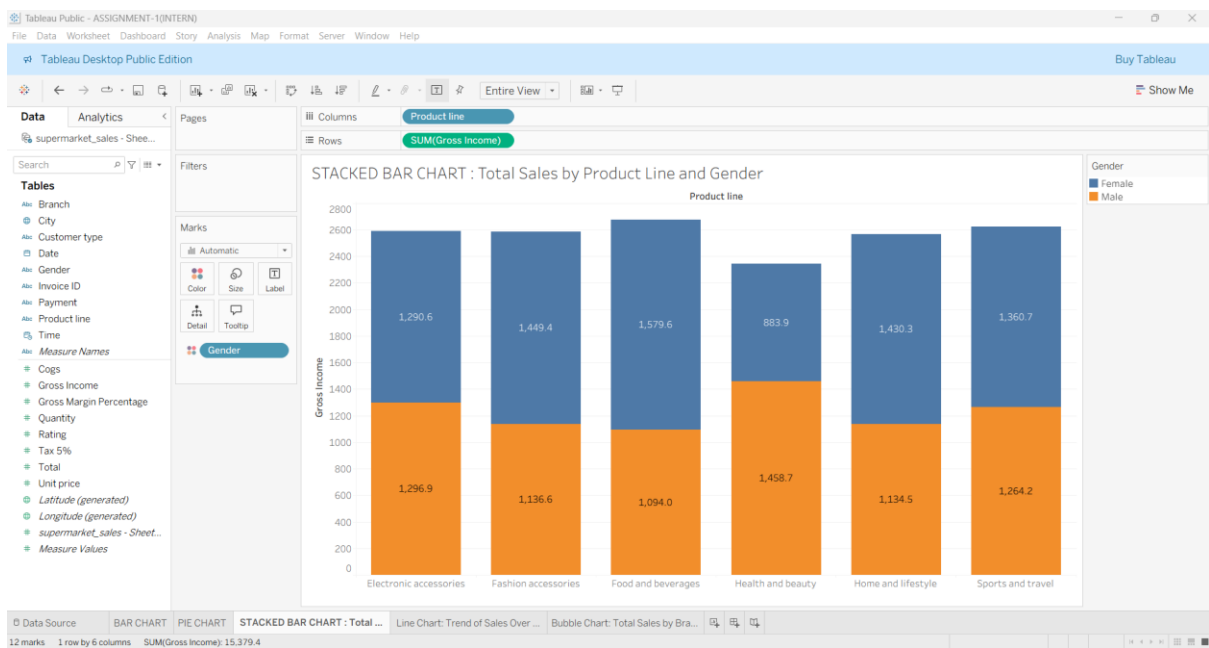 Tableau Public - ASSIGNMENT-1(INTERN)
File Data Worksheet Dashboard Story Analysis Map Format Server Window Help
Tableau Desktop Public Edition Buy Tableau
Entire View Show Me
Data Analytics
supermarket_sales - Shee...
Search
Tables
Abc Branch
City
Abc Customer type
Date
Abc Gender
Abc Invoice ID
Abc Payment
Abc Product line
Time
Abc Measure Names
# Cogs
# Gross Income
# Gross Margin Percentage
# Quantity
# Rating
# Tax 5%
# Total
# Unit price
Latitude (generated)
Longitude (generated)
# supermarket_sales - Sheet...
# Measure Values
Pages
Filters
Marks
Automatic
Color Size Label
Detail Tooltip
Gender
Columns Product line
Rows SUM(Gross Income)
STACKED BAR CHART : Total Sales by Product Line and Gender
Product line
Gross Income
2800
2600
2400
2200
2000
1800
1600
1400
1200
1000
800
600
400
200
0
1,290.6 1,449.4 1,579.6 883.9 1,430.3 1,360.7
1,296.9 1,136.6 1,094.0 1,458.7 1,134.5 1,264.2
Electronic accessories Fashion accessories Food and beverages Health and beauty Home and lifestyle Sports and travel
Gender
Female
Male
Data Source BAR CHART PIE CHART STACKED BAR CHART : Total ... Line Chart: Trend of Sales Over ... Bubble Chart: Total Sales by Bra...
12 marks 1 row by 6 columns SUM(Gross Income): 15,379.4